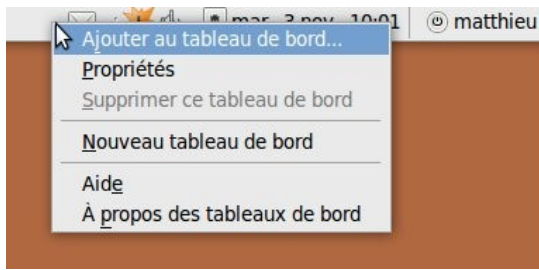 mar. 3 nov. 10:01 matthieu
Ajouter au tableau de bord...
Propriétés
Supprimer ce tableau de bord
Nouveau tableau de bord
Aide
À propos des tableaux de bord